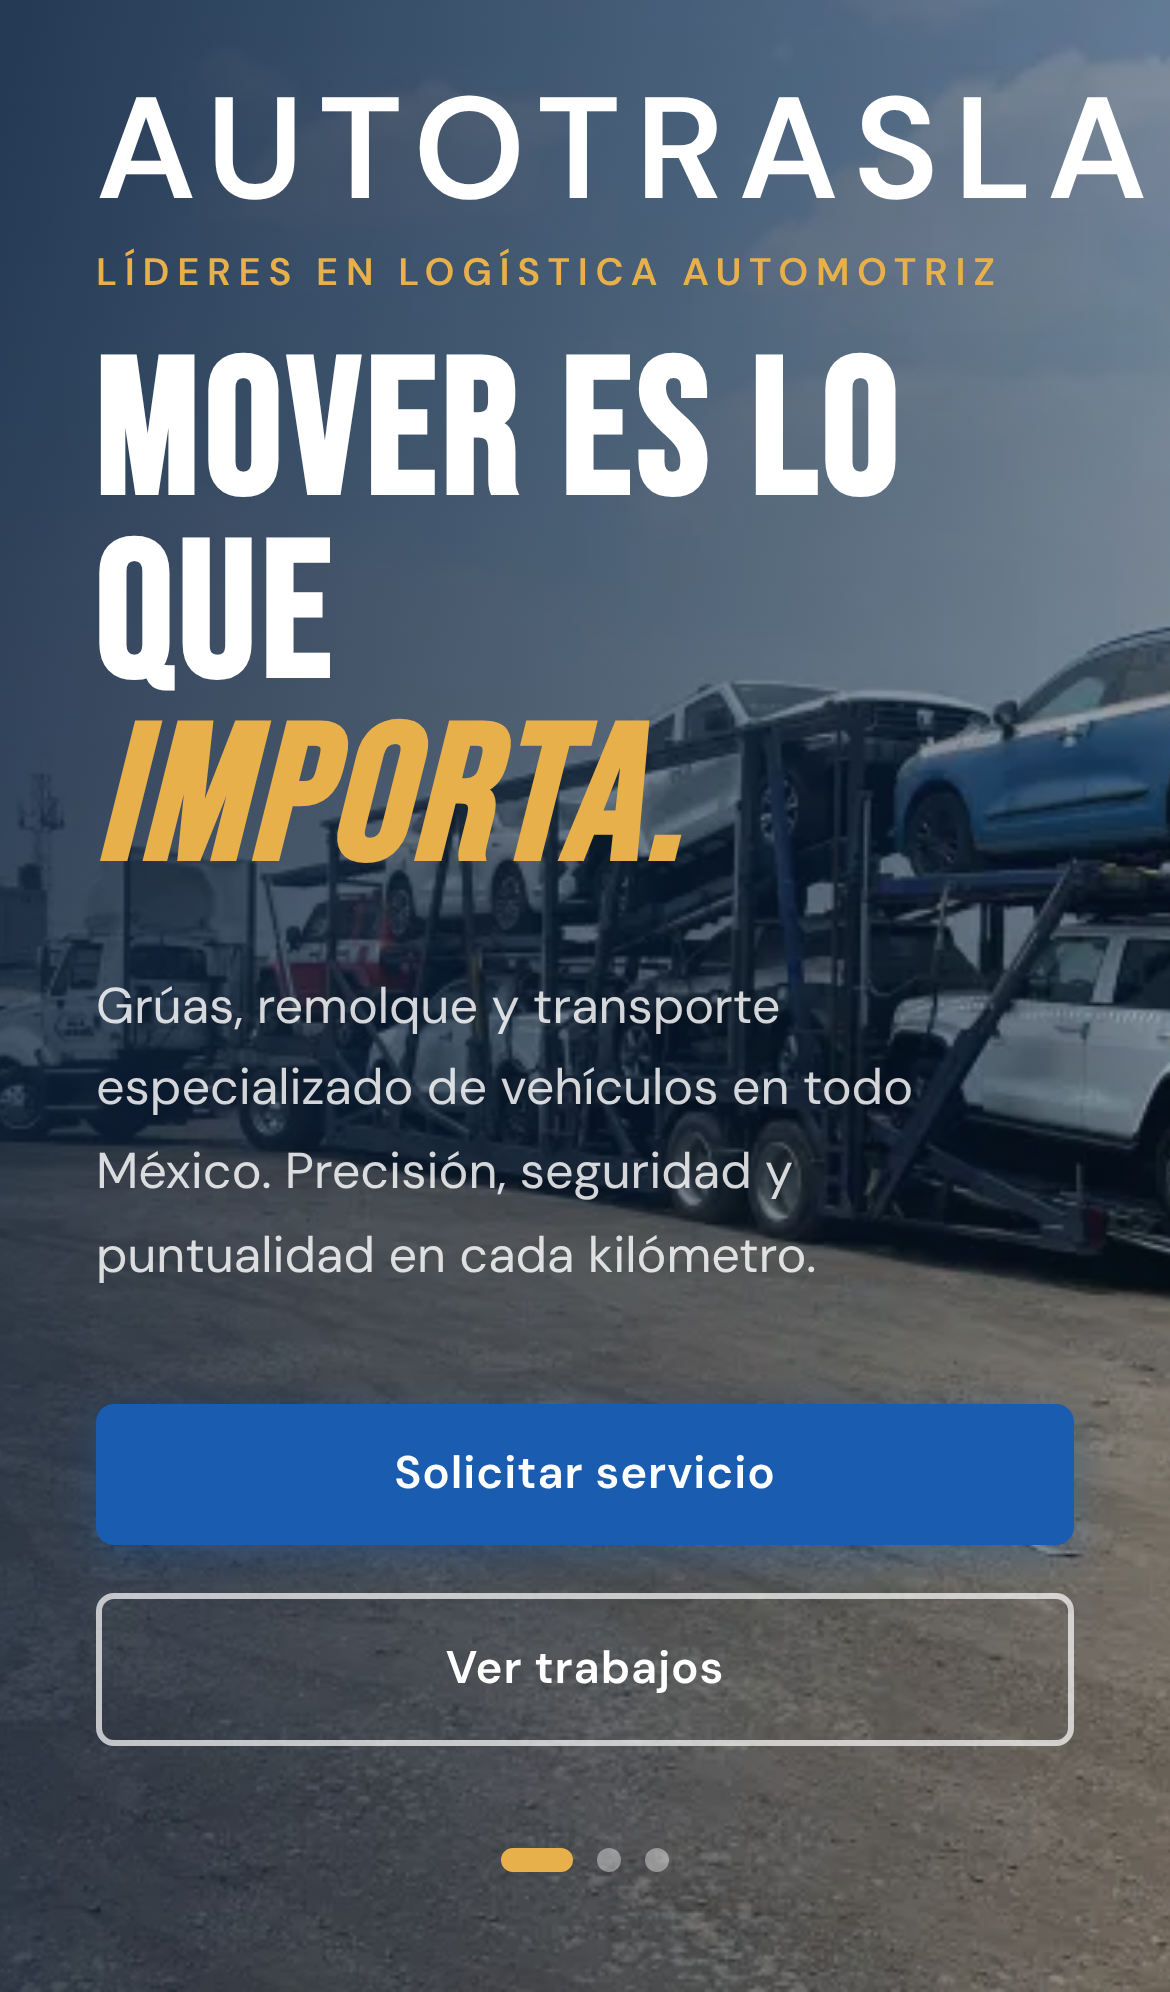 AUTOTRASLA
LÍDERES EN LOGÍSTICA AUTOMOTRIZ
MOVER ES LO
QUE
IMPORTA.
Grúas, remolque y transporte
especializado de vehículos en todo
México. Precisión, seguridad y
puntualidad en cada kilómetro.
Solicitar servicio
Ver trabajos